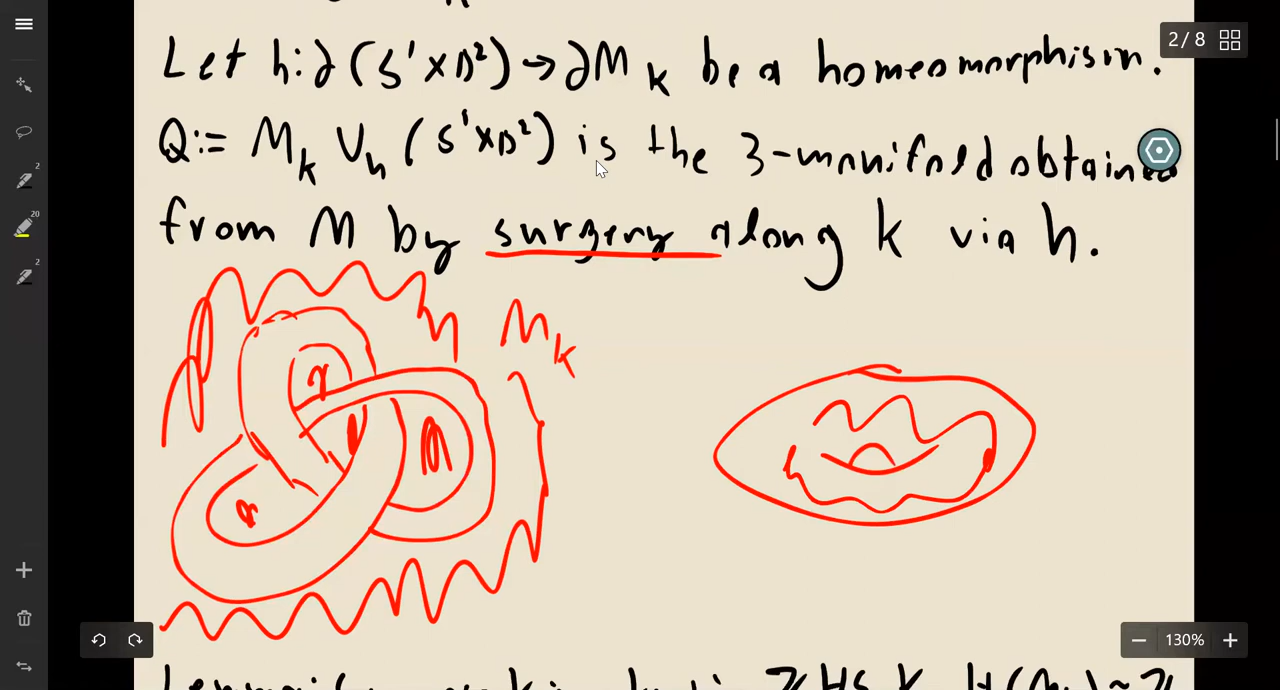 2 / 8
Let h: ∂(S¹×D²) → ∂M_k be a homeomorphism.
Q := M_k ∪_h (S¹×D²) is the 3-manifold obtained
from M by surgery along k via h.
M_k
130%